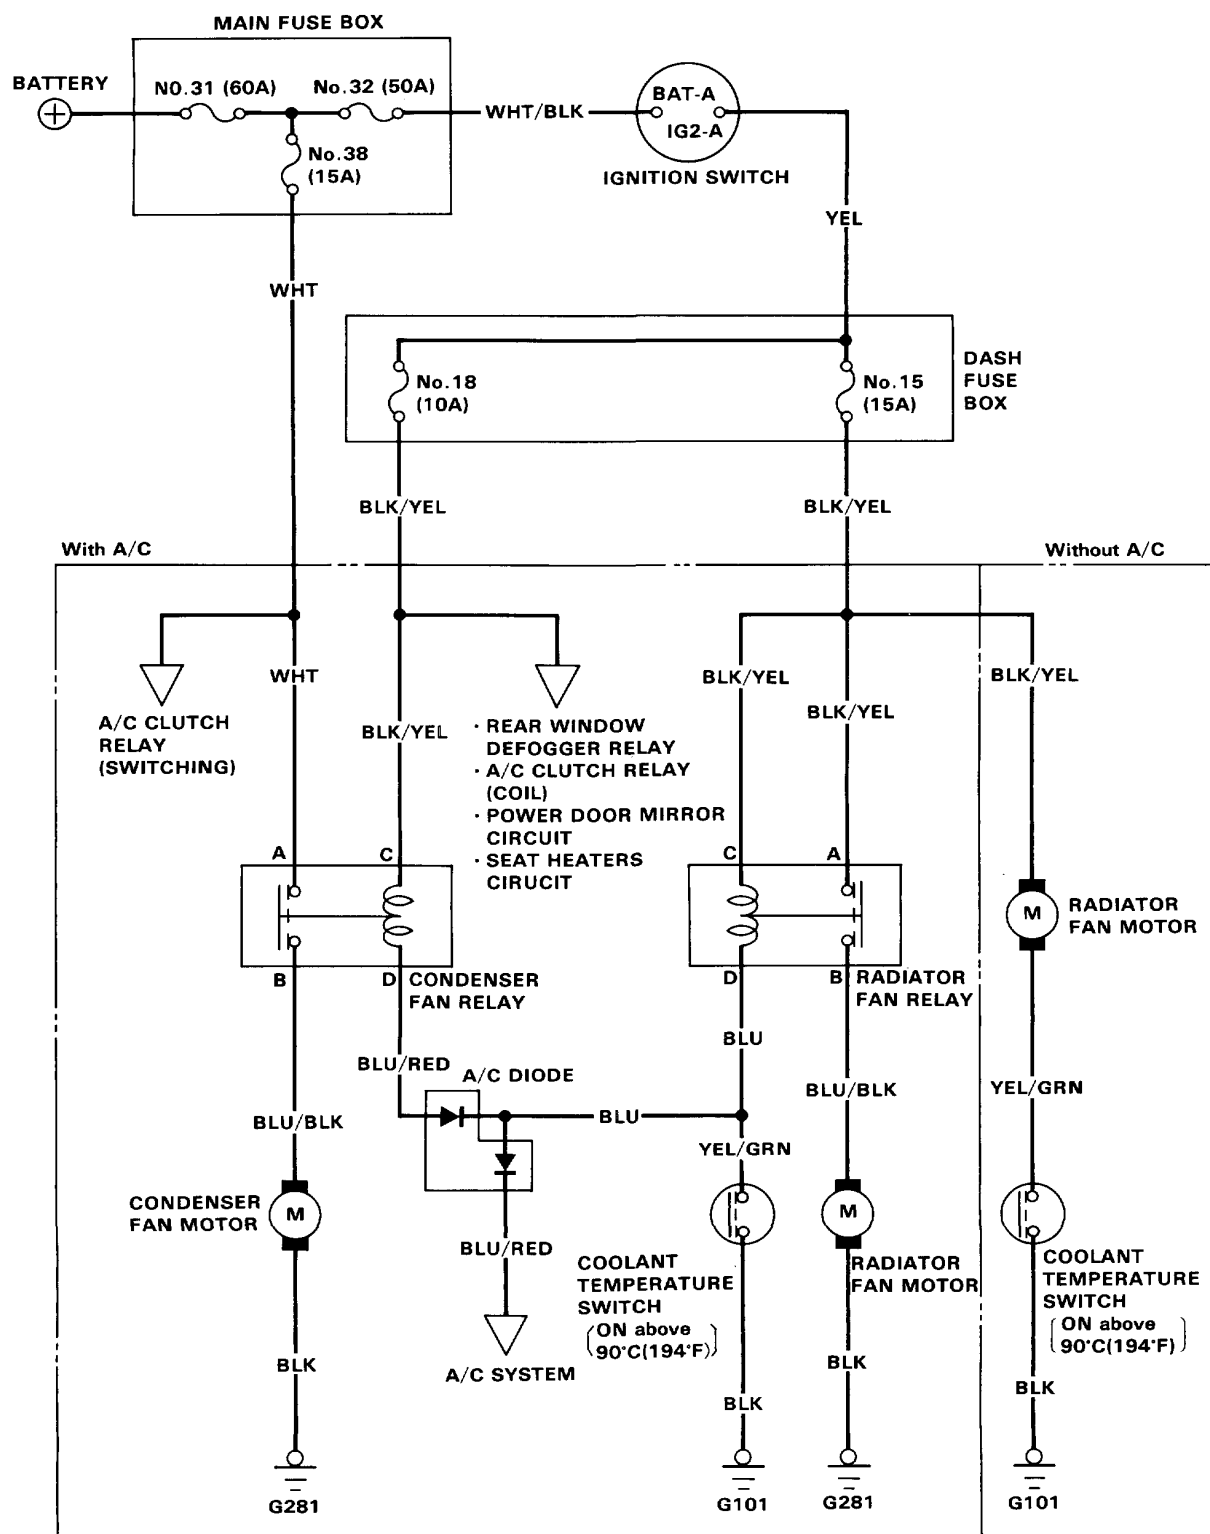 MAIN FUSE BOX
BATTERY
NO.31 (60A)
No.32 (50A)
WHT/BLK
BAT-A
IG2-A
No.38
(15A)
IGNITION SWITCH
YEL
WHT
No.18
(10A)
No.15
(15A)
DASH
FUSE
BOX
BLK/YEL
BLK/YEL
With A/C
Without A/C
WHT
BLK/YEL
BLK/YEL
BLK/YEL
BLK/YEL
A/C CLUTCH
RELAY
(SWITCHING)
· REAR WINDOW
DEFOGGER RELAY
· A/C CLUTCH RELAY
(COIL)
· POWER DOOR MIRROR
CIRCUIT
· SEAT HEATERS
CIRUCIT
A
C
C
A
M
RADIATOR
FAN MOTOR
B
D
CONDENSER
FAN RELAY
D
B
RADIATOR
FAN RELAY
BLU
BLU/RED
A/C DIODE
BLU/BLK
YEL/GRN
BLU/BLK
BLU
YEL/GRN
CONDENSER
FAN MOTOR
M
M
BLU/RED
COOLANT
TEMPERATURE
SWITCH
ON above
90°C(194°F)
RADIATOR
FAN MOTOR
COOLANT
TEMPERATURE
SWITCH
ON above
90°C(194°F)
BLK
A/C SYSTEM
BLK
BLK
BLK
G281
G101
G281
G101